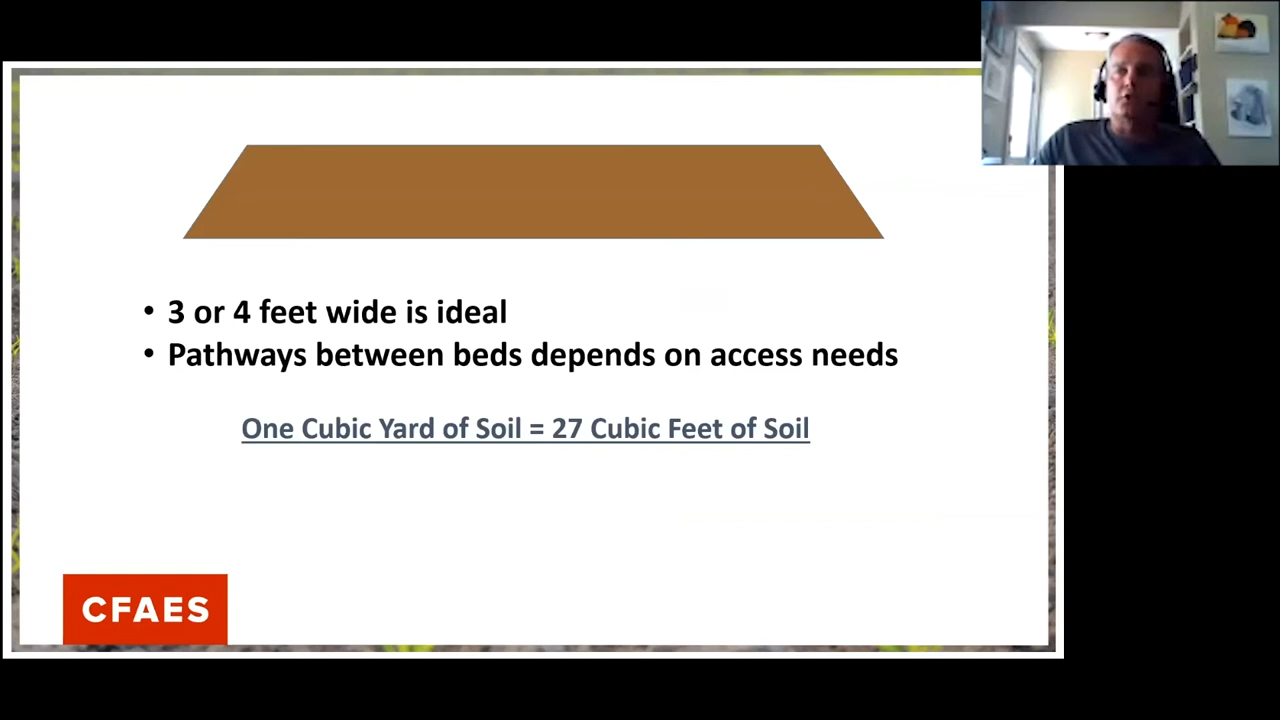 • 3 or 4 feet wide is ideal
• Pathways between beds depends on access needs
One Cubic Yard of Soil = 27 Cubic Feet of Soil
CFAES